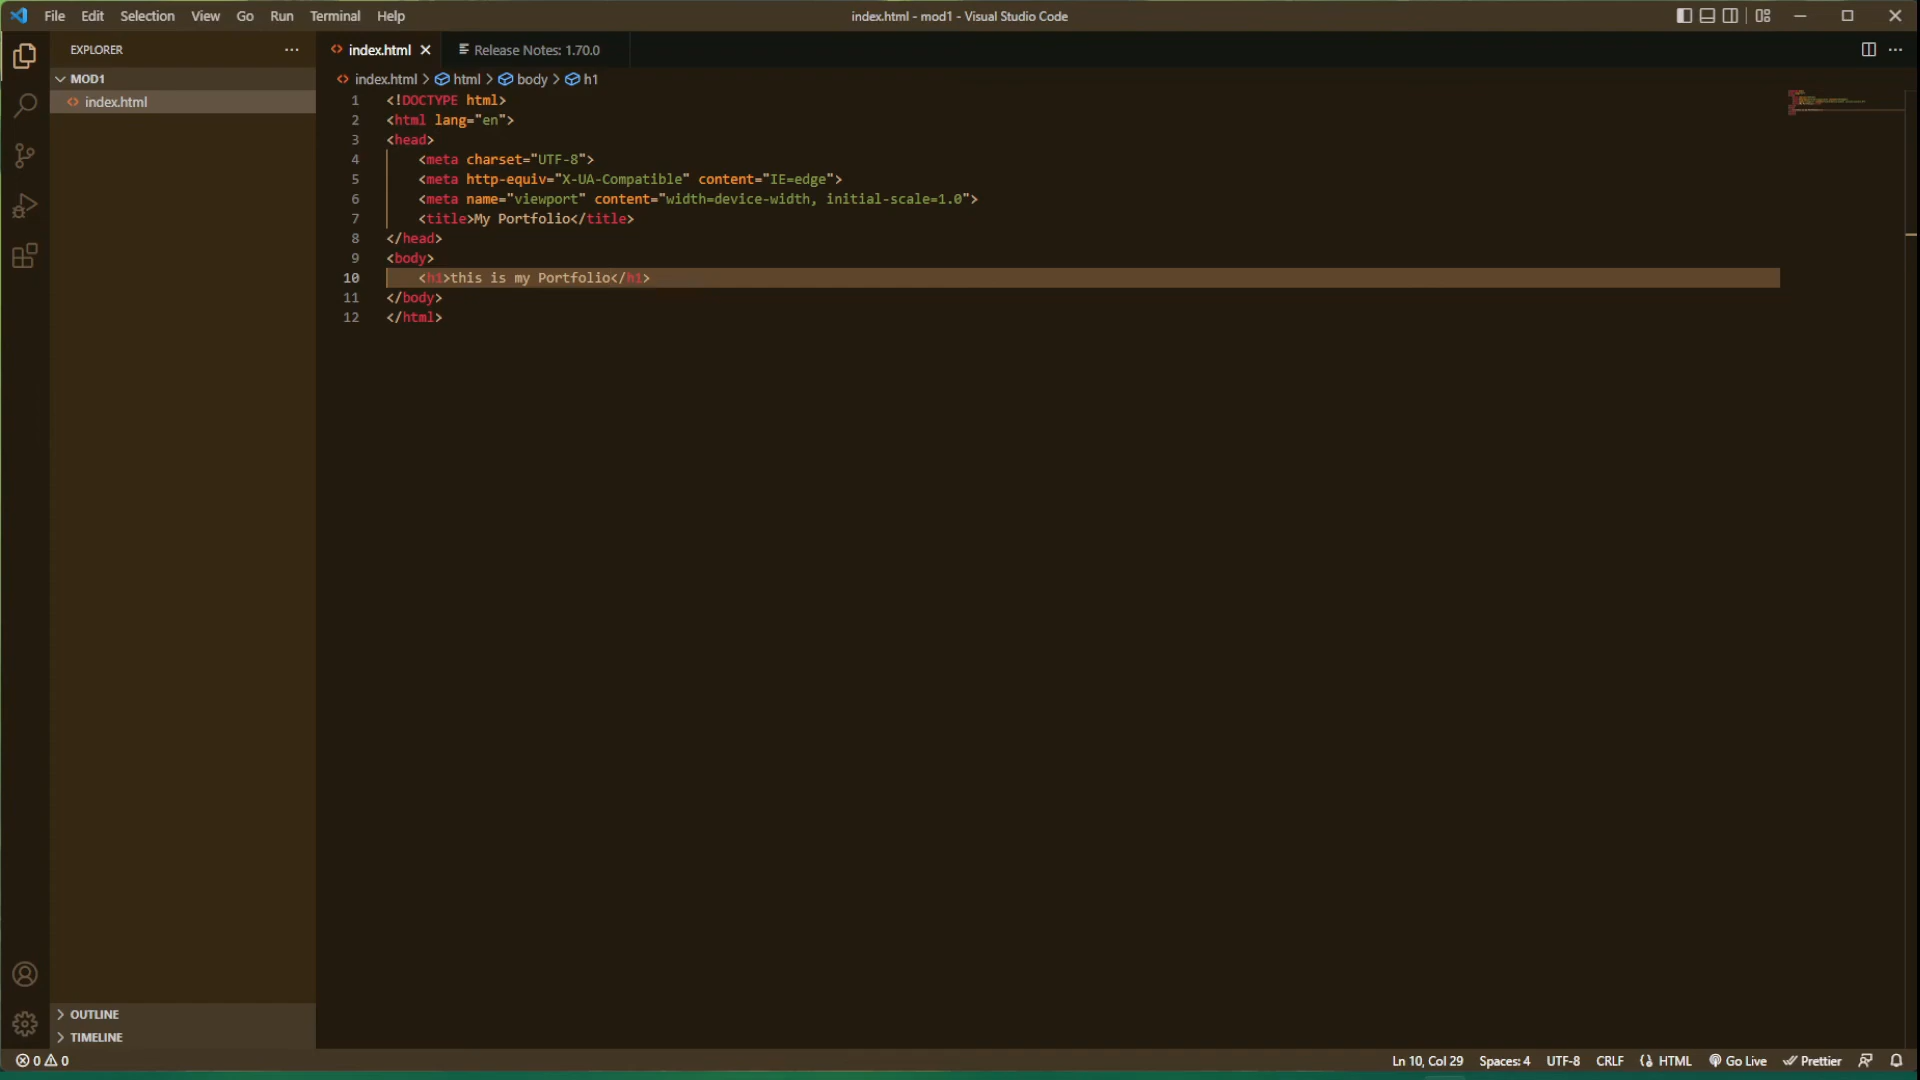 File Edit Selection View Go Run Terminal Help
index.html - mod1 - Visual Studio Code
EXPLORER
MOD1
index.html
index.html
Release Notes: 1.70.0
index.html > html > body > h1
1 <!DOCTYPE html>
2 <html lang="en">
3 <head>
4 <meta charset="UTF-8">
5 <meta http-equiv="X-UA-Compatible" content="IE=edge">
6 <meta name="viewport" content="width=device-width, initial-scale=1.0">
7 <title>My Portfolio</title>
8 </head>
9 <body>
10 <h1>this is my Portfolio</h1>
11 </body>
12 </html>
OUTLINE
TIMELINE
0 0
Ln 10, Col 29 Spaces: 4 UTF-8 CRLF HTML Go Live Prettier